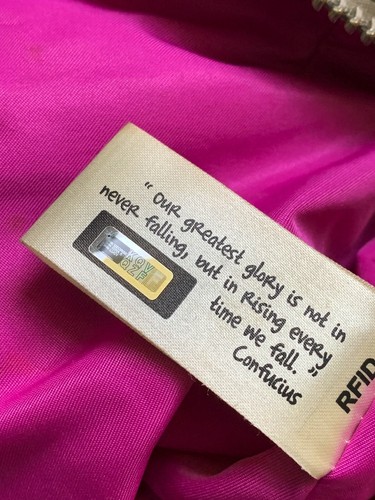 “ OUR greatest glory is not in
never falling, but in Rising every
time we fall. ”
Confucius
RFID